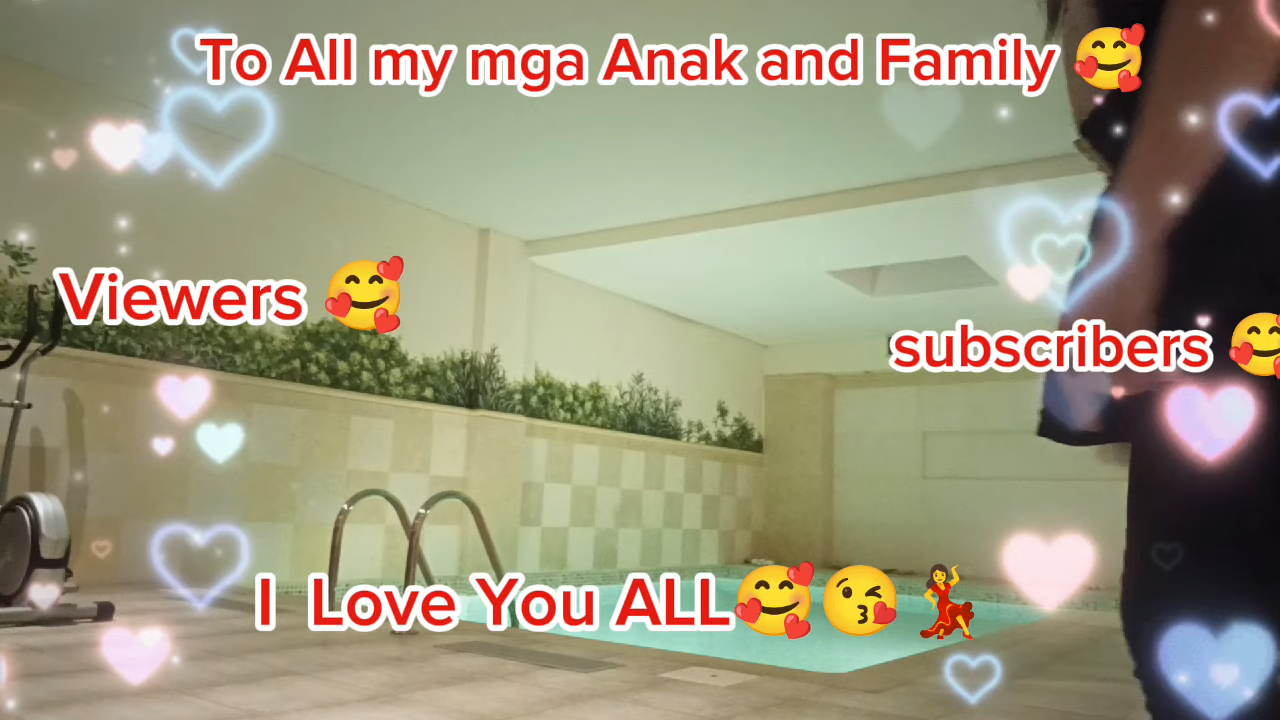 To All my mga Anak and Family 🥰
Viewers 🥰
subscribers 🥰
I Love You ALL🥰😘💃